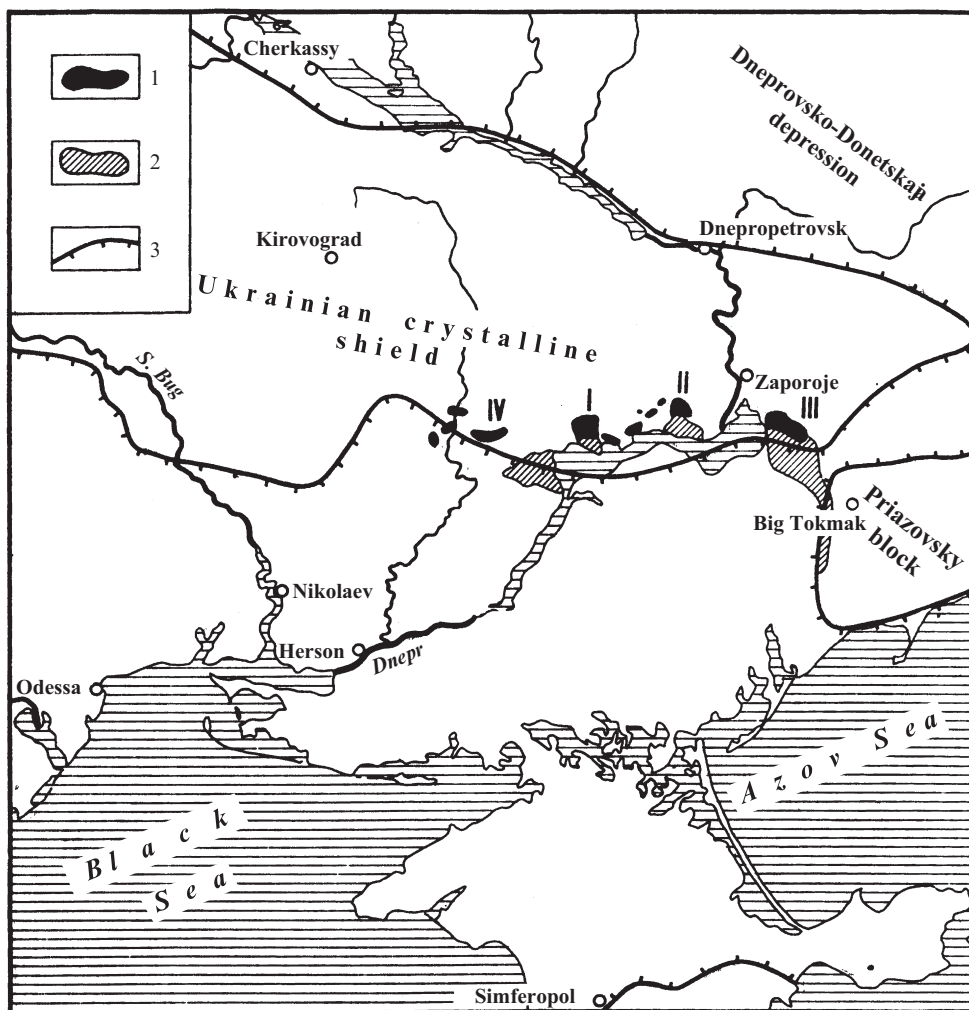 1
2
3
Cherkassy
Dneprovsko-Donetskaja
depression
Kirovograd
Dnepropetrovsk
Ukrainian crystalline
shield
S. Bug
Zaporoje
IV
I
II
III
Big Tokmak
Priazovsky
block
Nikolaev
Herson
Dnepr
Odessa
Azov Sea
Black
Sea
Simferopol